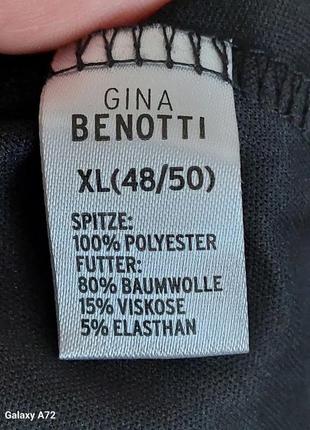 GINA
BENOTTI
XL(48/50)
SPITZE:
100% POLYESTER
FUTTER:
80% BAUMWOLLE
15% VISKOSE
5% ELASTHAN
Galaxy A72